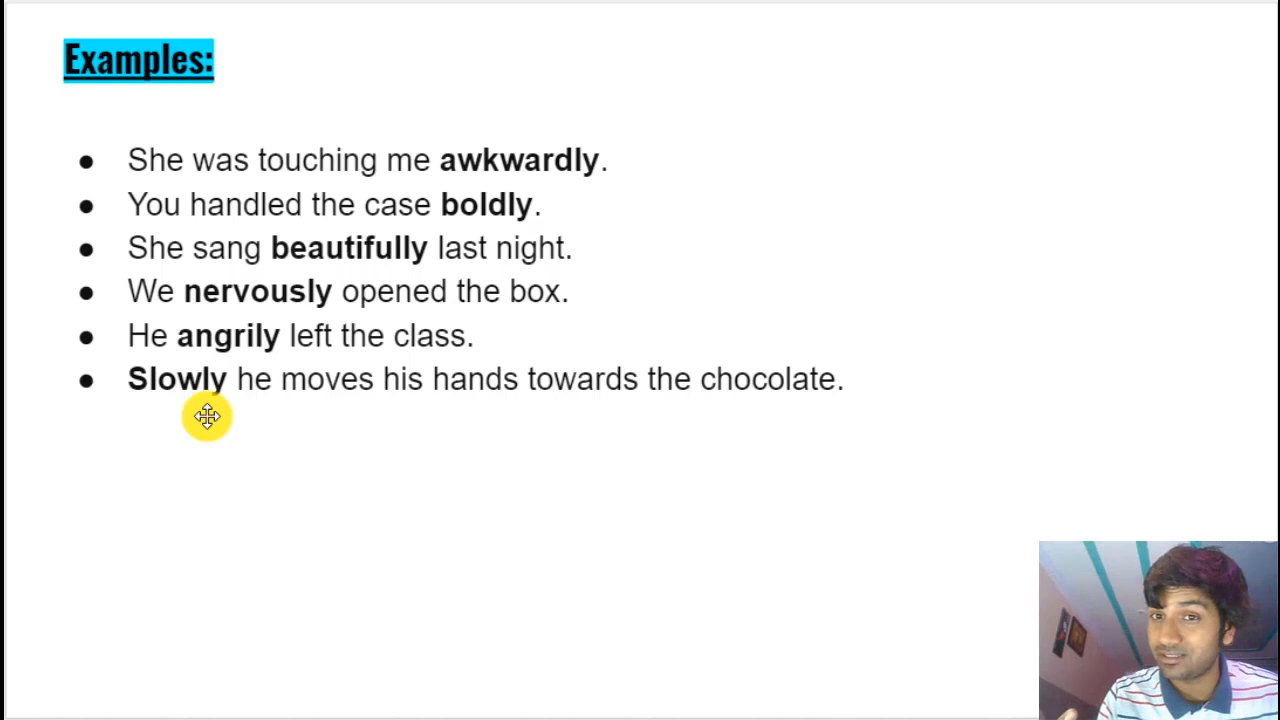 Examples:
● She was touching me awkwardly.
● You handled the case boldly.
● She sang beautifully last night.
● We nervously opened the box.
● He angrily left the class.
● Slowly he moves his hands towards the chocolate.